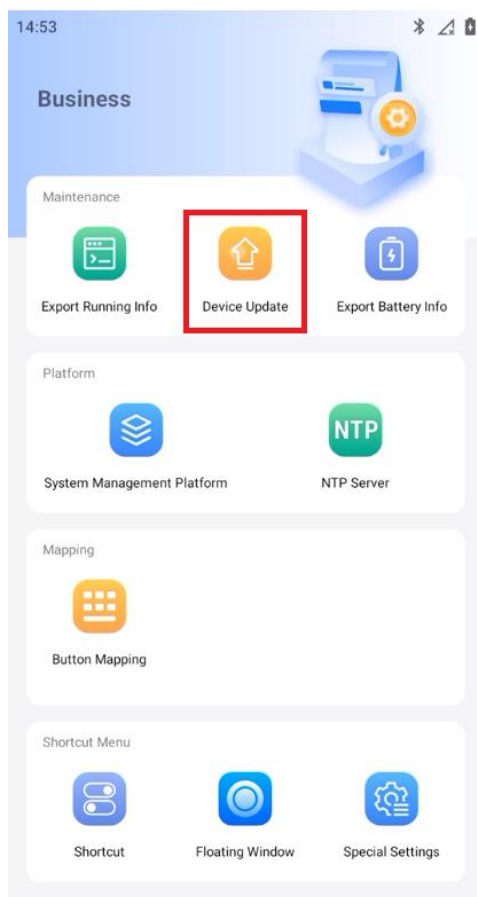 14:53
Business
Maintenance
Export Running Info Device Update Export Battery Info
Platform
NTP
System Management Platform NTP Server
Mapping
Button Mapping
Shortcut Menu
Shortcut Floating Window Special Settings